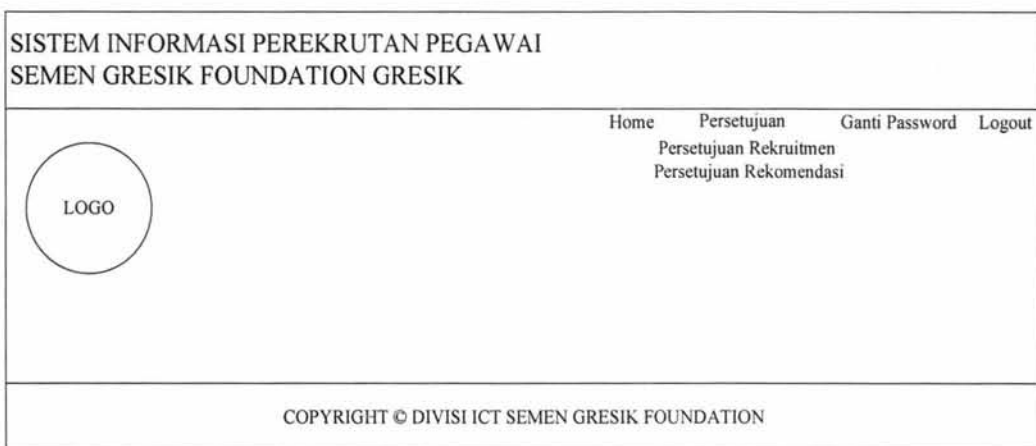 SISTEM INFORMASI PEREKRUTAN PEGAWAI
SEMEN GRESIK FOUNDATION GRESIK
Home Persetujuan Ganti Password Logout
Persetujuan Rekruitmen
Persetujuan Rekomendasi
LOGO
COPYRIGHT © DIVISI ICT SEMEN GRESIK FOUNDATION